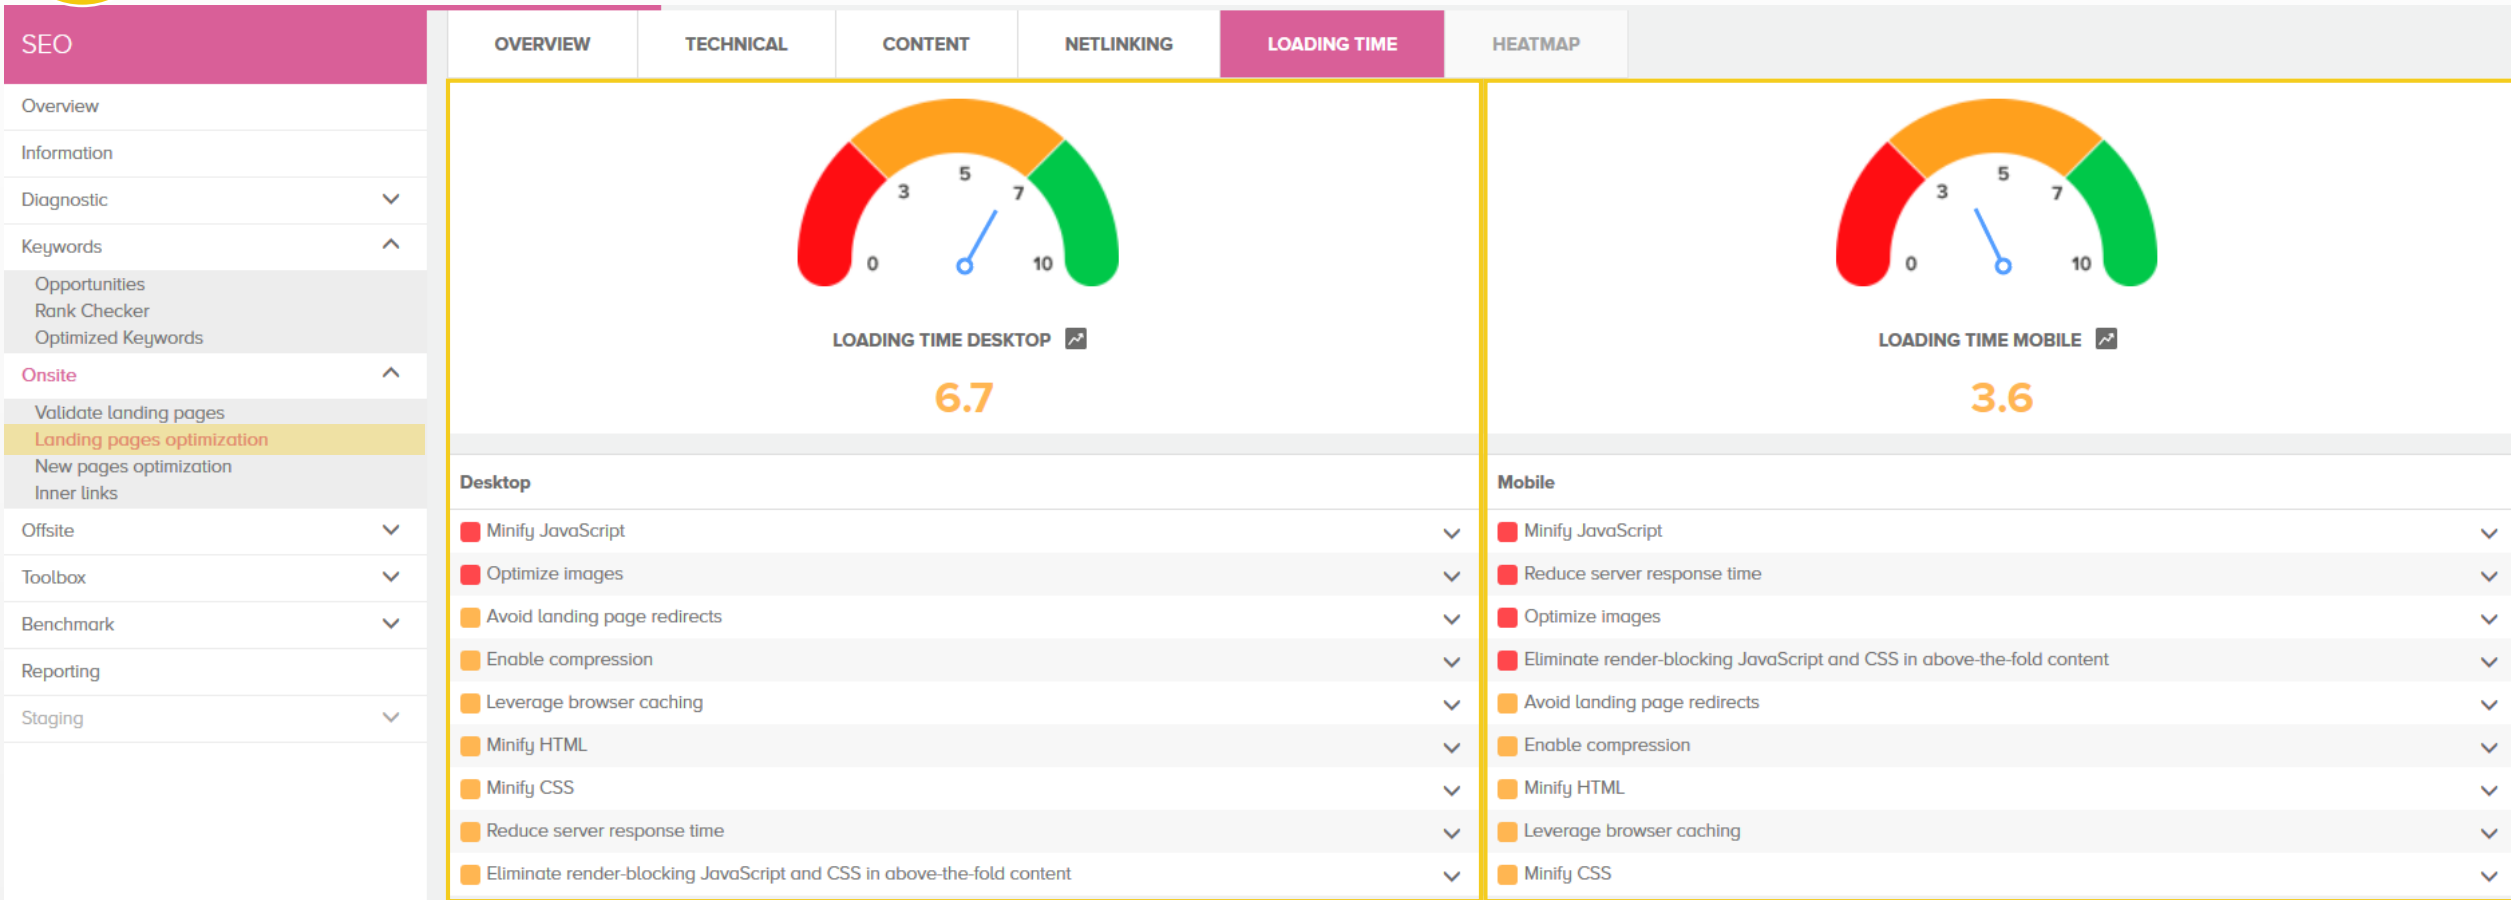 SEO
OVERVIEW
TECHNICAL
CONTENT
NETLINKING
LOADING TIME
HEATMAP
Overview
Information
Diagnostic
Keywords
Opportunities
Rank Checker
Optimized Keywords
Onsite
Validate landing pages
Landing pages optimization
New pages optimization
Inner links
Offsite
Toolbox
Benchmark
Reporting
Staging
0
3
5
7
10
LOADING TIME DESKTOP
6.7
Desktop
Minify JavaScript
Optimize images
Avoid landing page redirects
Enable compression
Leverage browser caching
Minify HTML
Minify CSS
Reduce server response time
Eliminate render-blocking JavaScript and CSS in above-the-fold content
0
3
5
7
10
LOADING TIME MOBILE
3.6
Mobile
Minify JavaScript
Reduce server response time
Optimize images
Eliminate render-blocking JavaScript and CSS in above-the-fold content
Avoid landing page redirects
Enable compression
Minify HTML
Leverage browser caching
Minify CSS